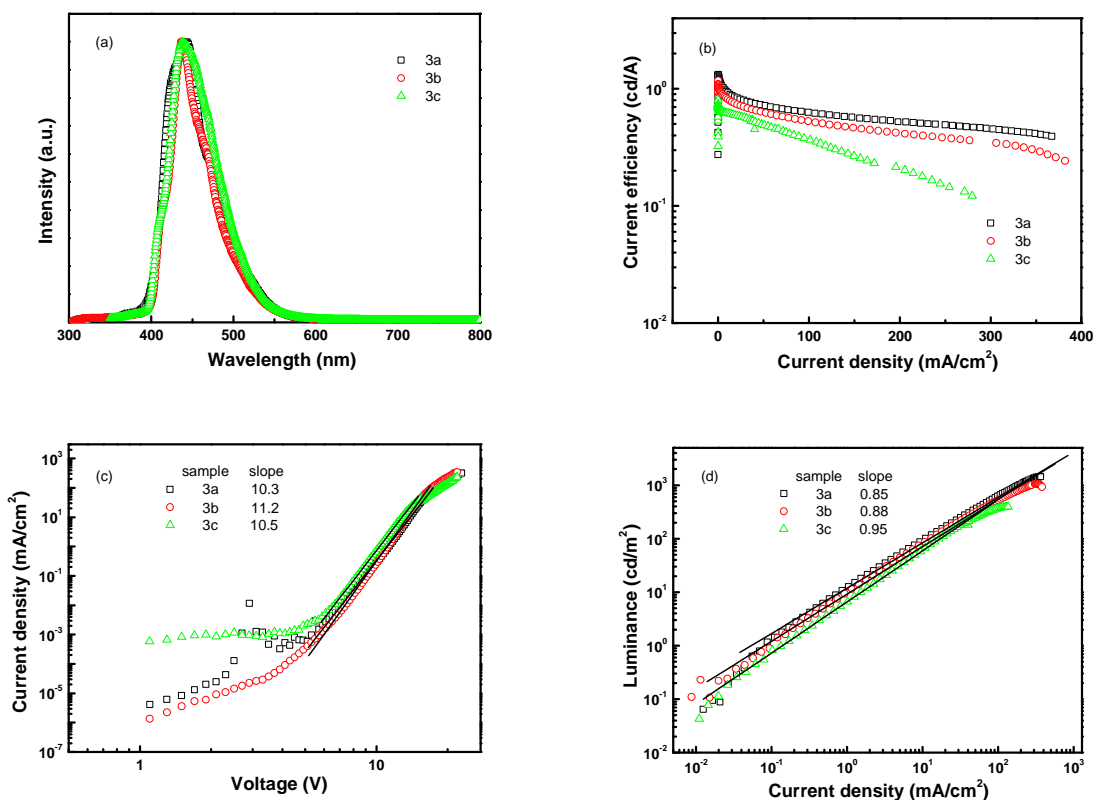 (a)
3a
3b
3c
Intensity (a.u.)
300 400 500 600 700 800
Wavelength (nm)
(b)
10^0
10^-1
10^-2
Current efficiency (cd/A)
3a
3b
3c
0 100 200 300 400
Current density (mA/cm^2)
(c)
sample slope
3a 10.3
3b 11.2
3c 10.5
10^3
10^1
10^-1
10^-3
10^-5
10^-7
Current density (mA/cm^2)
1 10
Voltage (V)
(d)
sample slope
3a 0.85
3b 0.88
3c 0.95
10^3
10^2
10^1
10^0
10^-1
10^-2
Luminance (cd/m^2)
10^-2 10^-1 10^0 10^1 10^2 10^3
Current density (mA/cm^2)